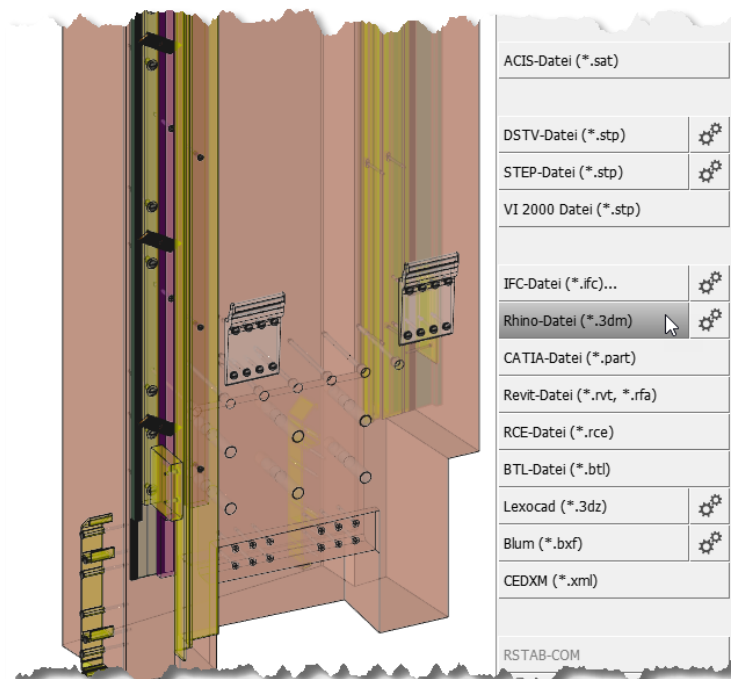 ACIS-Datei (*.sat)
DSTV-Datei (*.stp)
STEP-Datei (*.stp)
VI 2000 Datei (*.stp)
IFC-Datei (*.ifc)...
Rhino-Datei (*.3dm)
CATIA-Datei (*.part)
Revit-Datei (*.rvt, *.rfa)
RCE-Datei (*.rce)
BTL-Datei (*.btl)
Lexocad (*.3dz)
Blum (*.bxf)
CEDXM (*.xml)
RSTAB-COM